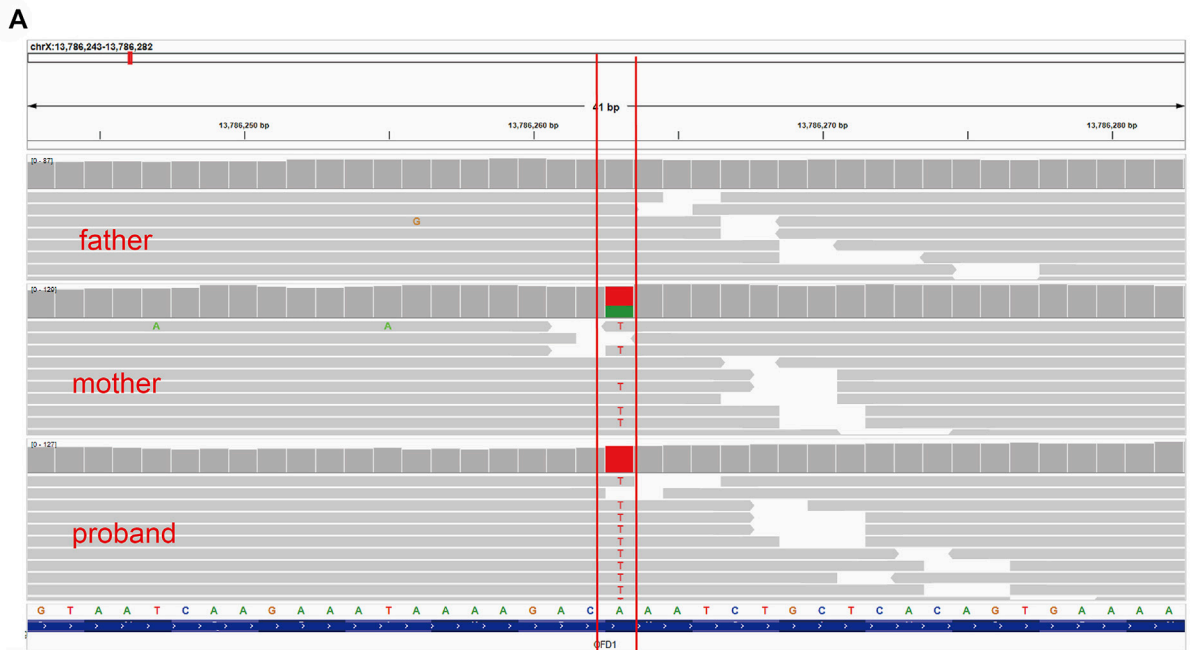 A
chrX:13,786,243-13,786,282
41 bp
13,786,250 bp 13,786,260 bp 13,786,270 bp 13,786,280 bp
[0 - 87]
G
father
[0 - 129]
A A T
T
mother
T
T
T
[0 - 127]
T
T
T
T
proband
T
T
T
T
T
G T A A T C A A G A A A T A A A A G A C A A A T C T G C T C A C A G T G A A A A
OFD1